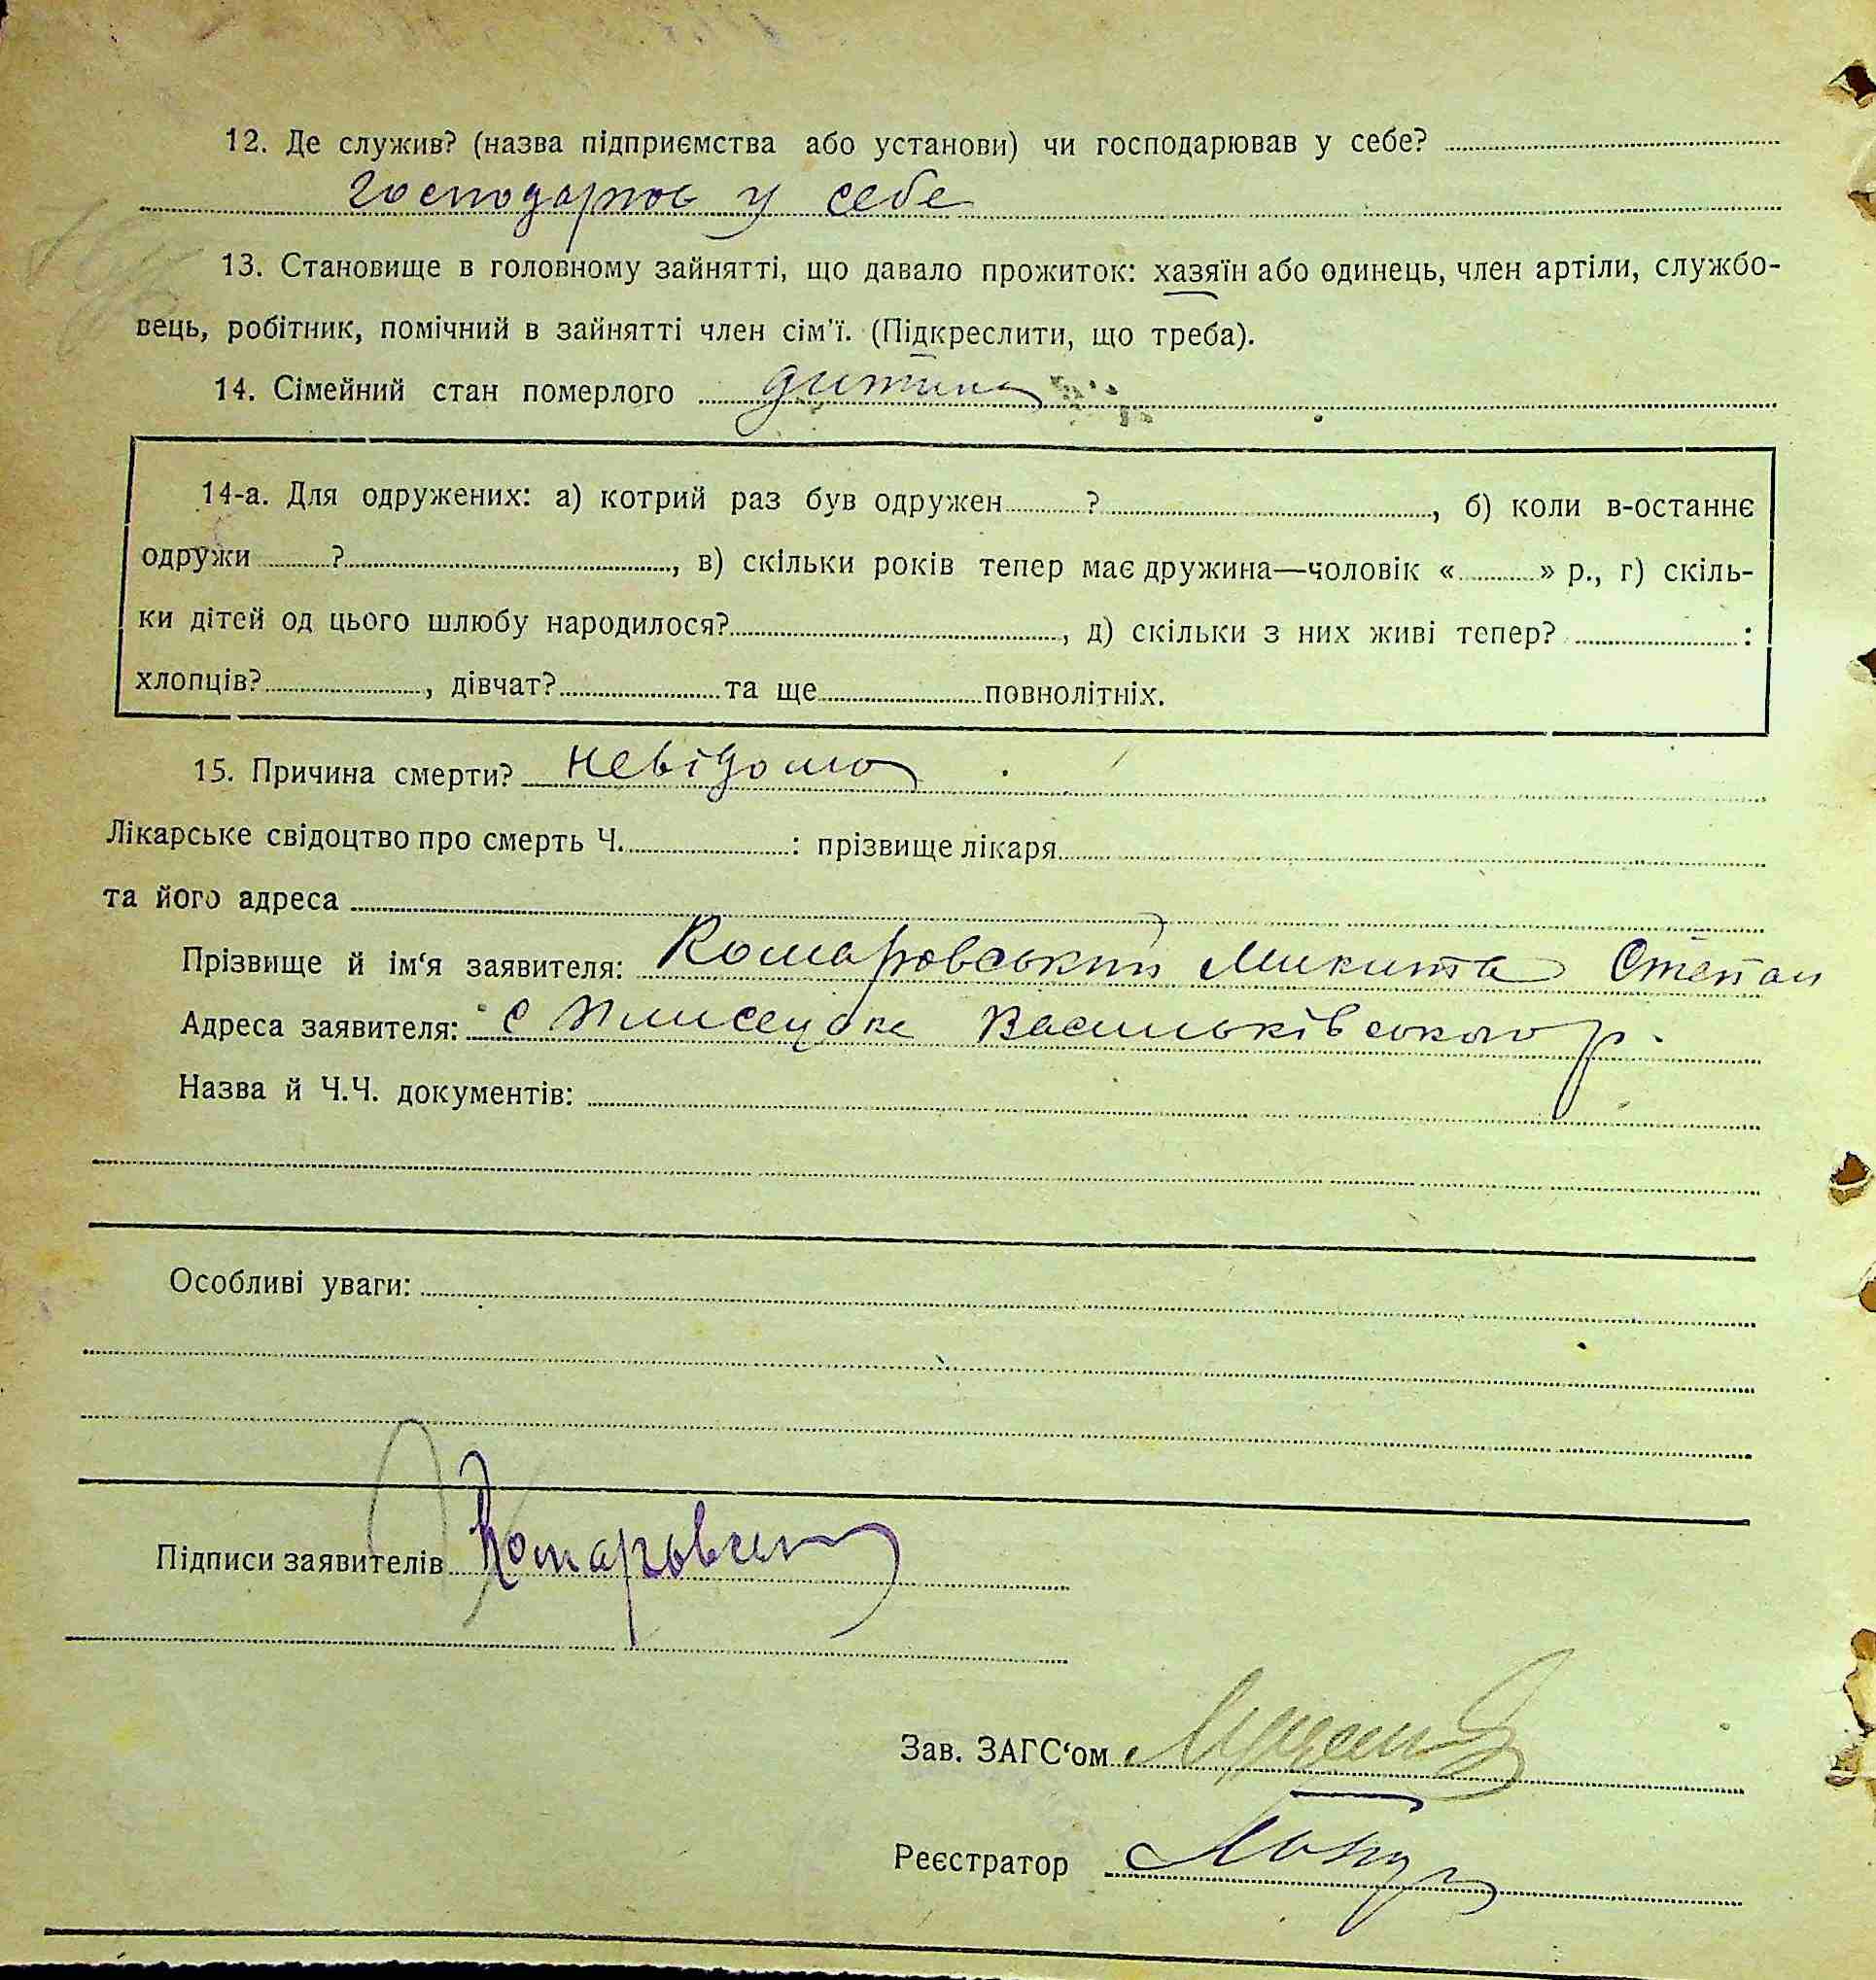 12. Де служив? (назва підприємства або установи) чи господарював у себе?
господарює у себе
13. Становище в головному зайнятті, що давало прожиток: хазяїн або одинець, член артіли, службо-
вець, робітник, помічний в зайнятті член сім'ї. (Підкреслити, що треба).
14. Сімейний стан померлого дитина
14-а. Для одружених: а) котрий раз був одружен ? , б) коли в-останнє
одружи ? , в) скільки років тепер має дружина—чоловік « » р., г) скіль-
ки дітей од цього шлюбу народилося? , д) скільки з них живі тепер? :
хлопців? , дівчат? та ще повнолітніх.
15. Причина смерти? невідома
Лікарське свідоцтво про смерть Ч. : прізвище лікаря
та його адреса
Прізвище й ім'я заявителя: Комаровський Микита Степан
Адреса заявителя: с Плисецьке Васильківського р.
Назва й Ч.Ч. документів:
Особливі уваги:
Підписи заявителів Комаровськ
Зав. ЗАГС'ом
Реєстратор